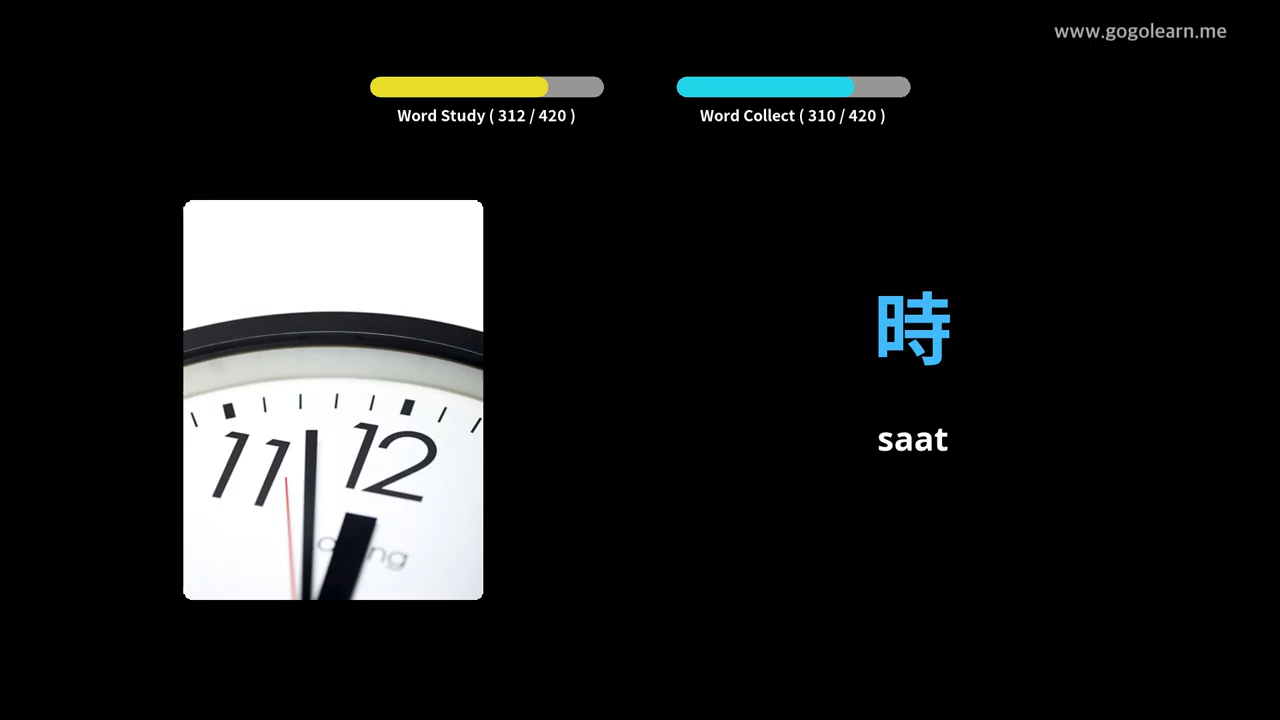 www.gogolearn.me
Word Study ( 312 / 420 )
Word Collect ( 310 / 420 )
時
saat
11
12